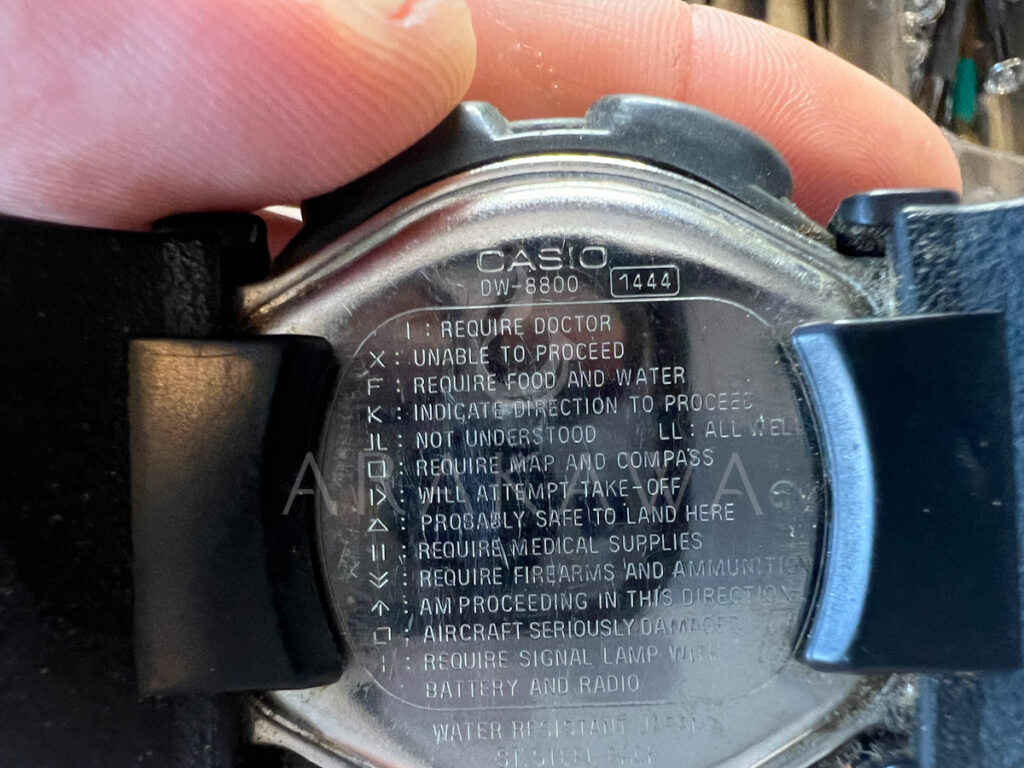 CASIO
DW-8800 1444
I : REQUIRE DOCTOR
X : UNABLE TO PROCEED
F : REQUIRE FOOD AND WATER
K : INDICATE DIRECTION TO PROCEED
JL : NOT UNDERSTOOD LL : ALL WELL
□ : REQUIRE MAP AND COMPASS
I> : WILL ATTEMPT TAKE-OFF
△ : PROBABLY SAFE TO LAND HERE
II : REQUIRE MEDICAL SUPPLIES
: REQUIRE FIREARMS AND AMMUNITION
↑ : AM PROCEEDING IN THIS DIRECTION
: AIRCRAFT SERIOUSLY DAMAGED
: REQUIRE SIGNAL LAMP WITH
BATTERY AND RADIO
WATER RESISTANT JAPAN
ST. STEEL BACK
ARAKAWA